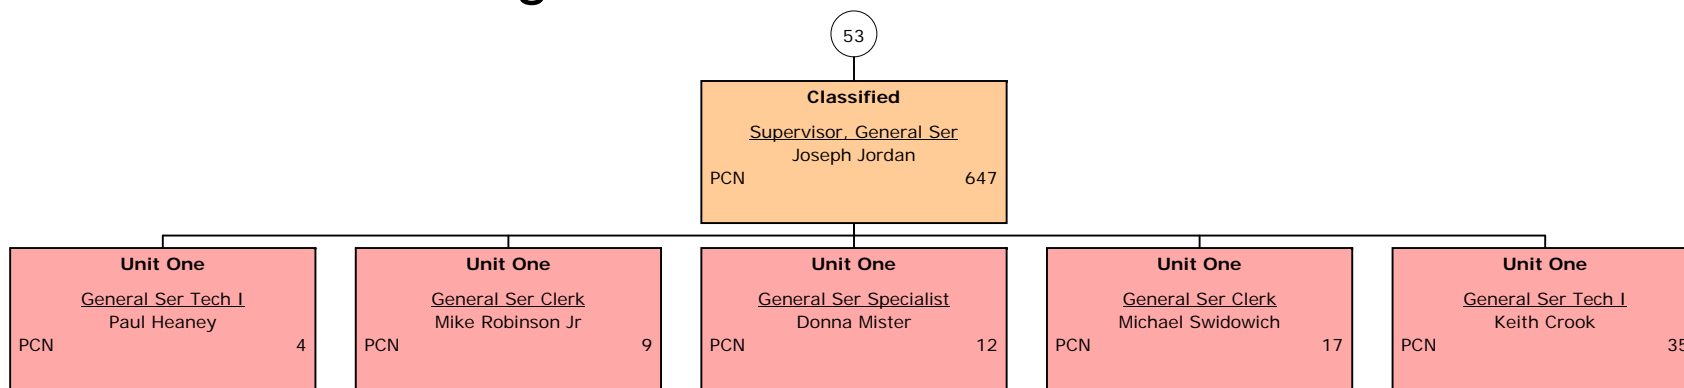 53
Classified
Supervisor, General Ser
Joseph Jordan
PCN 647
Unit One
General Ser Tech I
Paul Heaney
PCN 4
Unit One
General Ser Clerk
Mike Robinson Jr
PCN 9
Unit One
General Ser Specialist
Donna Mister
PCN 12
Unit One
General Ser Clerk
Michael Swidowich
PCN 17
Unit One
General Ser Tech I
Keith Crook
PCN 35